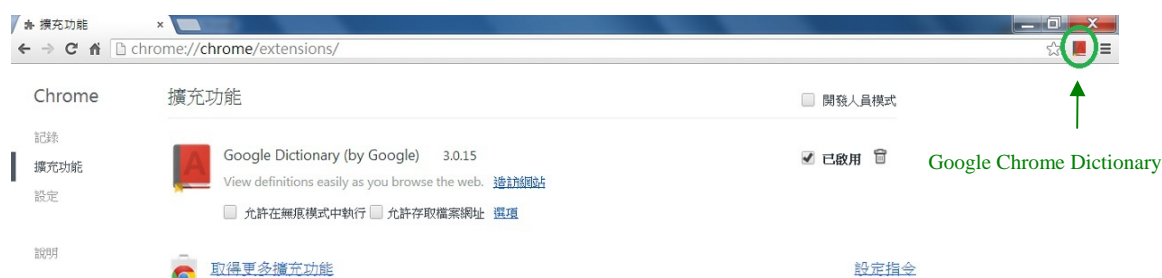 擴充功能
chrome://chrome/extensions/
Chrome
擴充功能
開發人員模式
記錄
擴充功能
設定
說明
Google Dictionary (by Google) 3.0.15
已啟用
View definitions easily as you browse the web. 造訪網站
允許在無痕模式中執行 允許存取檔案網址 選項
Google Chrome Dictionary
取得更多擴充功能
設定指令